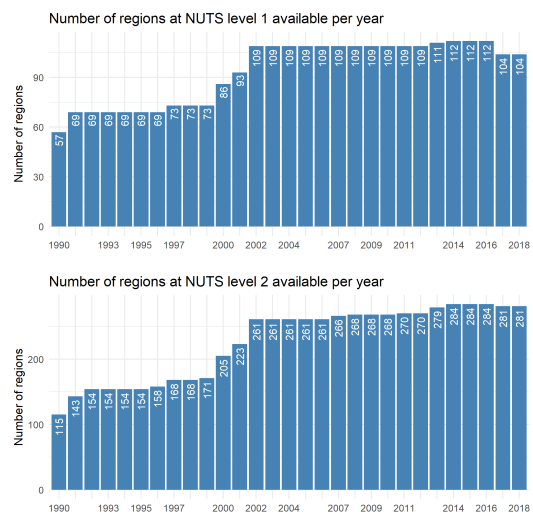 Number of regions at NUTS level 1 available per year
Number of regions
90
60
30
0
57 69 69 69 69 69 69 73 73 73 86 93 109 109 109 109 109 109 109 109 109 109 109 111 112 112 112 104 104
1990 1993 1995 1997 2000 2002 2004 2007 2009 2011 2014 2016 2018
Number of regions at NUTS level 2 available per year
Number of regions
200
100
0
115 143 154 154 154 154 158 168 168 171 205 223 261 261 261 261 261 266 268 268 268 270 270 279 284 284 284 281 281
1990 1993 1995 1997 2000 2002 2004 2007 2009 2011 2014 2016 2018